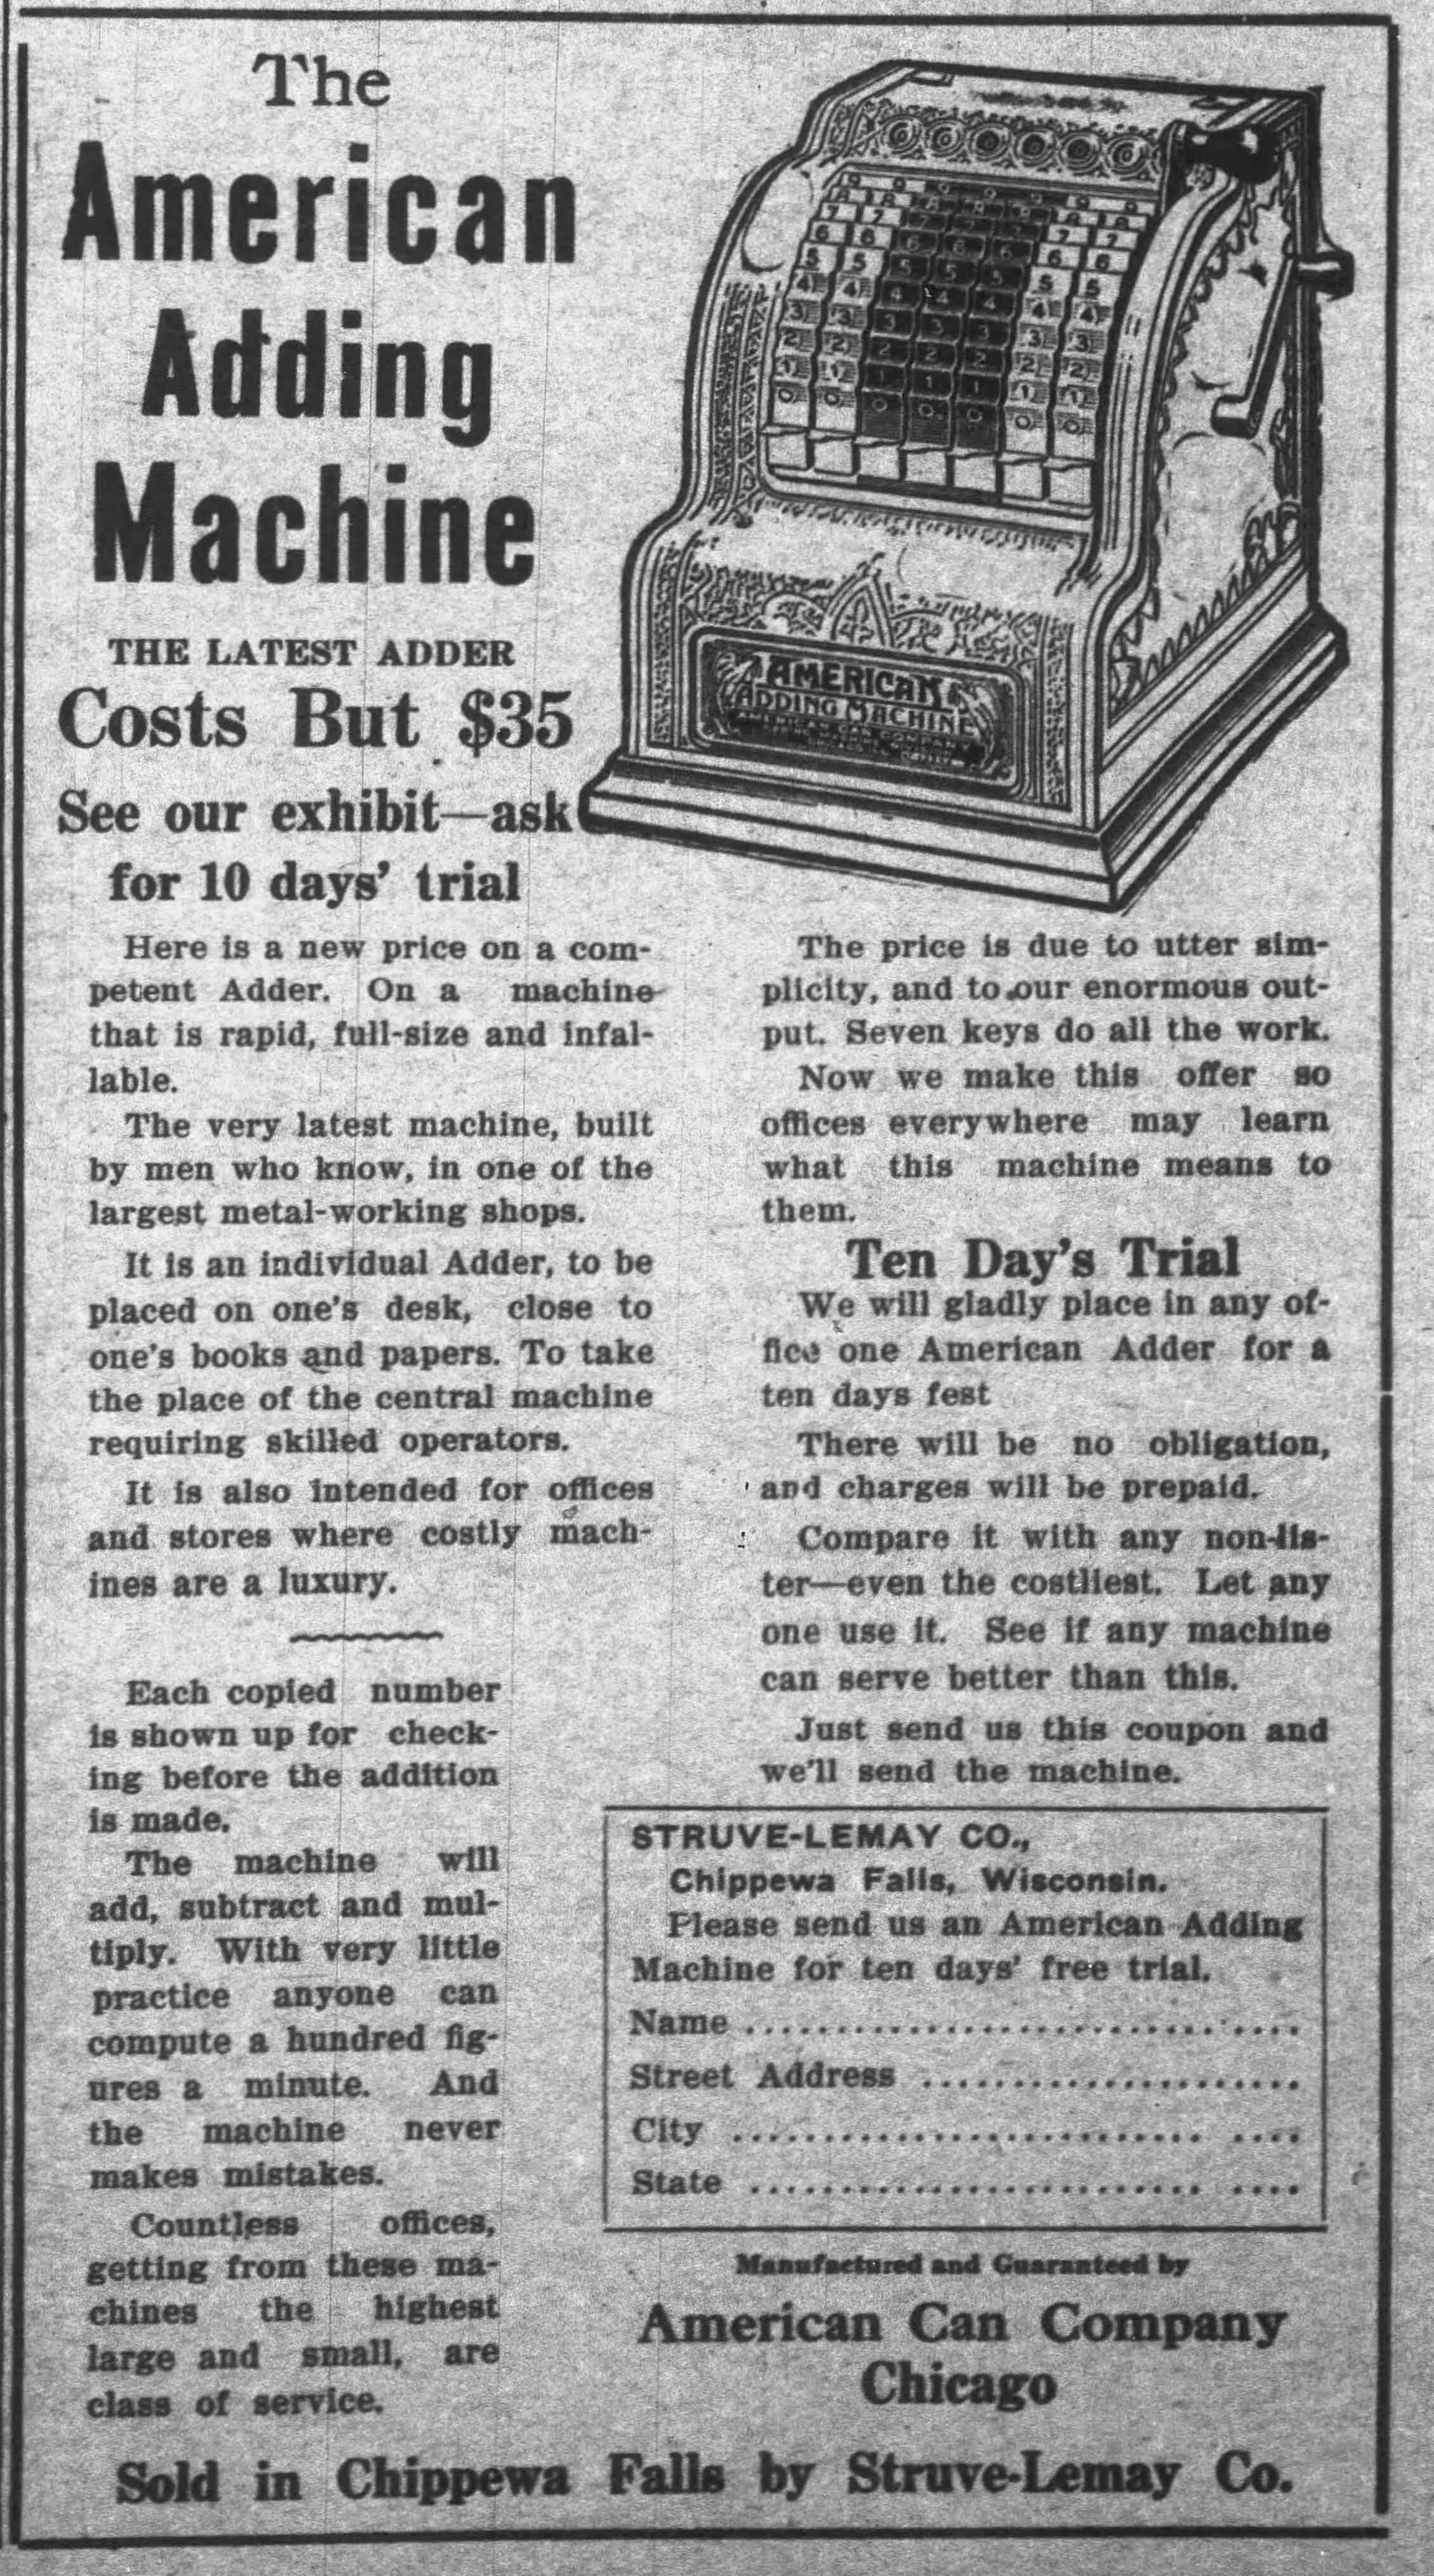 The
American
Adding
Machine
THE LATEST ADDER
Costs But $35
See our exhibit—ask
for 10 days' trial
AMERICAN
ADDING MACHINE
Here is a new price on a com-
petent Adder. On a machine
that is rapid, full-size and infal-
lable.
The very latest machine, built
by men who know, in one of the
largest metal-working shops.
It is an individual Adder, to be
placed on one's desk, close to
one's books and papers. To take
the place of the central machine
requiring skilled operators.
It is also intended for offices
and stores where costly mach-
ines are a luxury.
Each copied number
is shown up for check-
ing before the addition
is made.
The machine will
add, subtract and mul-
tiply. With very little
practice anyone can
compute a hundred fig-
ures a minute. And
the machine never
makes mistakes.
Countless offices,
getting from these ma-
chines the highest
large and small, are
class of service.
The price is due to utter sim-
plicity, and to our enormous out-
put. Seven keys do all the work.
Now we make this offer so
offices everywhere may learn
what this machine means to
them.
Ten Day's Trial
We will gladly place in any of-
fice one American Adder for a
ten days fest
There will be no obligation,
and charges will be prepaid.
Compare it with any non-lis-
ter—even the costliest. Let any
one use it. See if any machine
can serve better than this.
Just send us this coupon and
we'll send the machine.
STRUVE-LEMAY CO.,
Chippewa Falls, Wisconsin.
Please send us an American Adding
Machine for ten days' free trial.
Name
Street Address
City
State
Manufactured and Guaranteed by
American Can Company
Chicago
Sold in Chippewa Falls by Struve-Lemay Co.